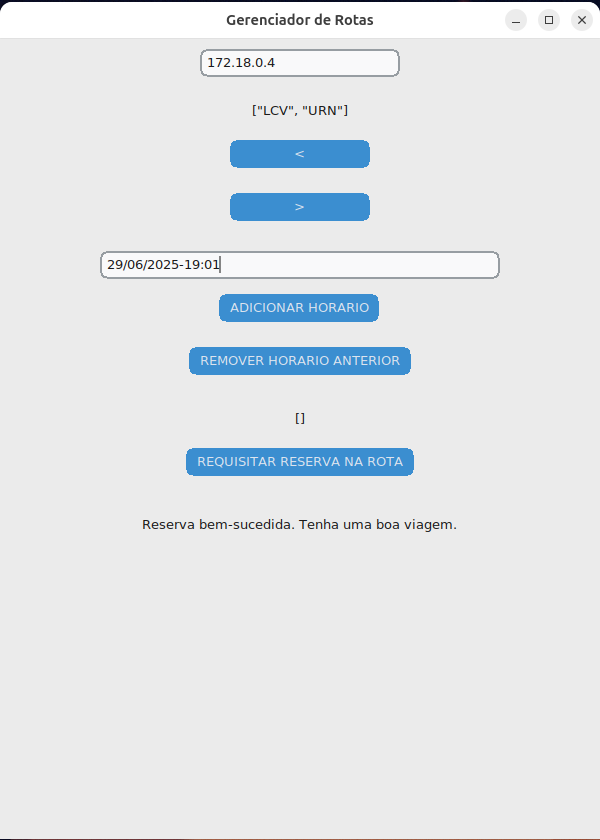 Gerenciador de Rotas
172.18.0.4
["LCV", "URN"]
<
>
29/06/2025-19:01
ADICIONAR HORARIO
REMOVER HORARIO ANTERIOR
[]
REQUISITAR RESERVA NA ROTA
Reserva bem-sucedida. Tenha uma boa viagem.